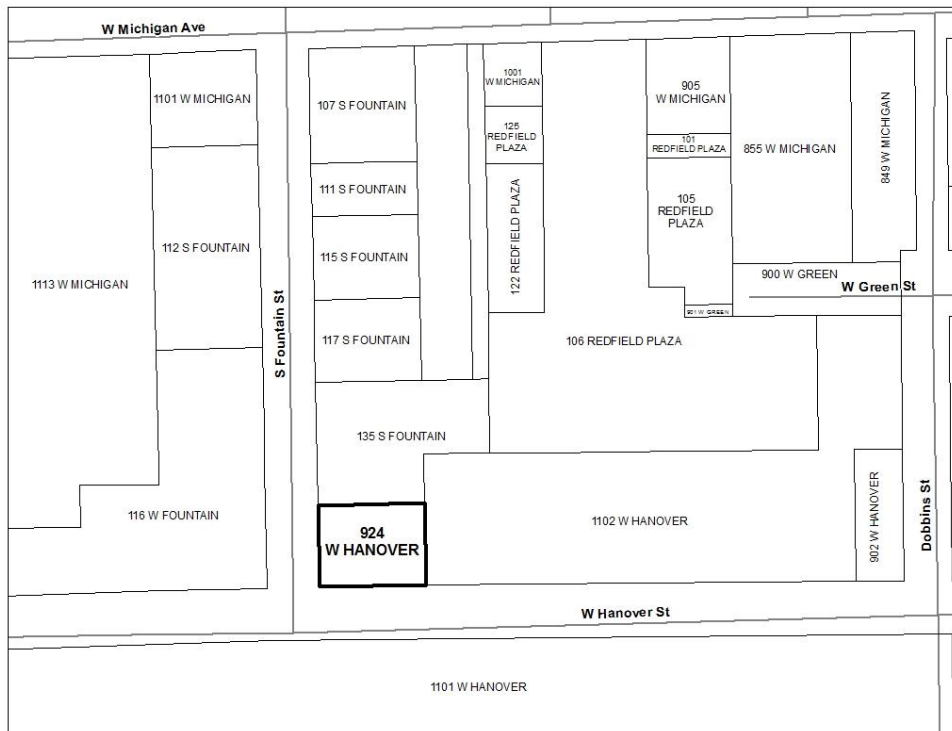 W Michigan Ave
1101 W MICHIGAN
107 S FOUNTAIN
1001
W MICHIGAN
905
W MICHIGAN
125
REDFIELD
PLAZA
101
REDFIELD PLAZA
855 W MICHIGAN
849 W MICHIGAN
111 S FOUNTAIN
122 REDFIELD PLAZA
105
REDFIELD
PLAZA
112 S FOUNTAIN
115 S FOUNTAIN
1113 W MICHIGAN
900 W GREEN
W Green St
901 W GREEN
S Fountain St
117 S FOUNTAIN
106 REDFIELD PLAZA
135 S FOUNTAIN
116 W FOUNTAIN
924
W HANOVER
1102 W HANOVER
902 W HANOVER
Dobbins St
W Hanover St
1101 W HANOVER